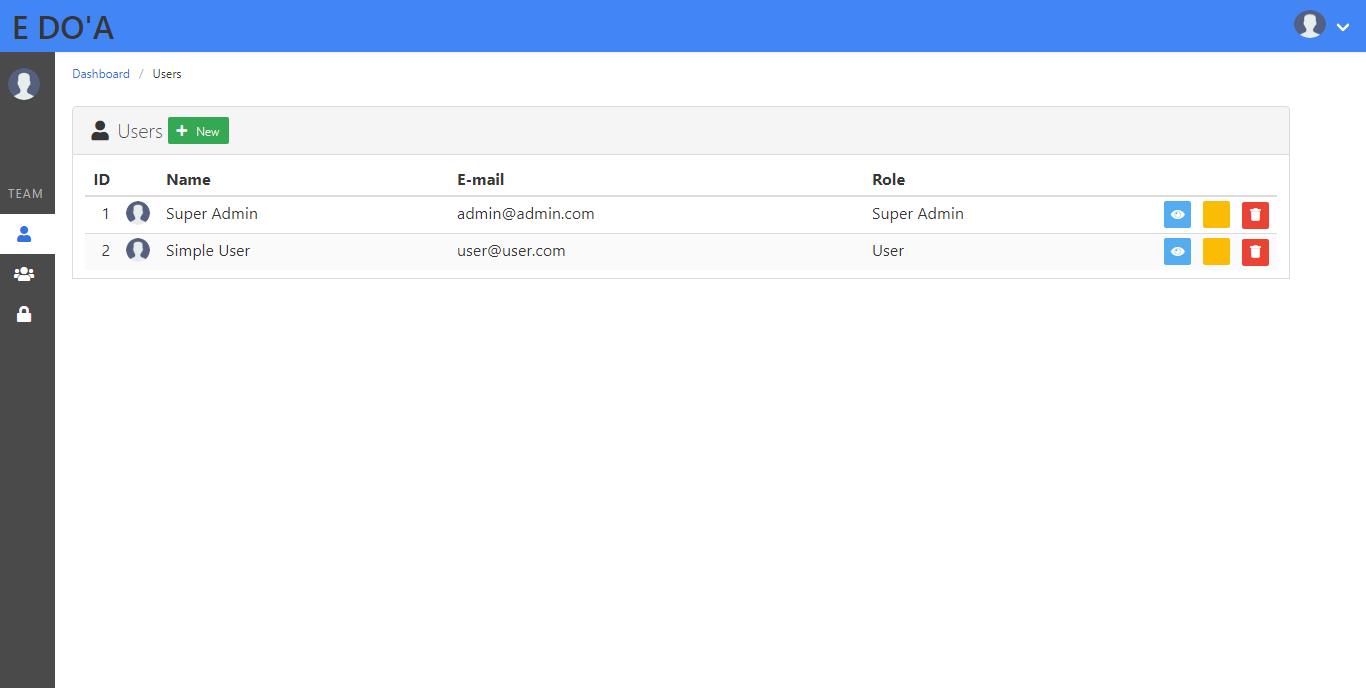 E DO'A
Dashboard / Users
TEAM
Users New
ID Name E-mail Role
1 Super Admin admin@admin.com Super Admin
2 Simple User user@user.com User